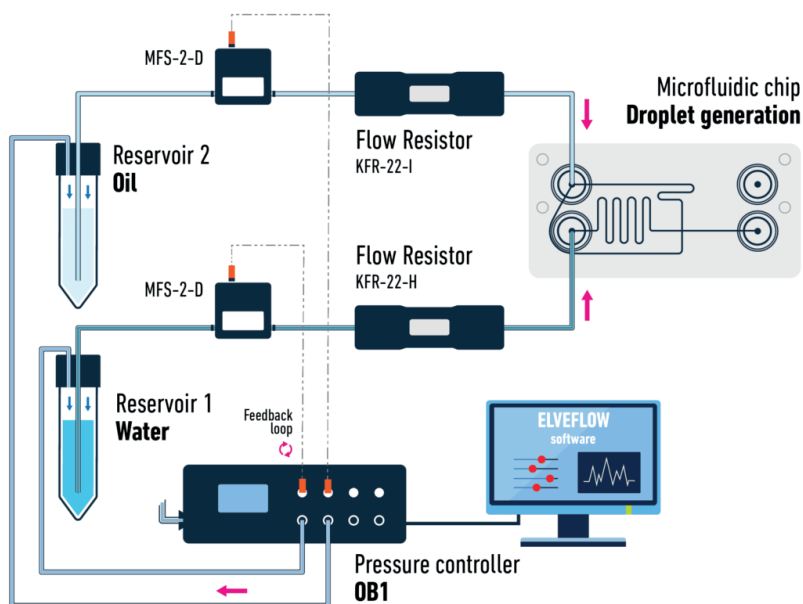 MFS-2-D
Reservoir 2
Oil
Flow Resistor
KFR-22-I
Microfluidic chip
Droplet generation
MFS-2-D
Flow Resistor
KFR-22-H
Reservoir 1
Water
Feedback
loop
ELVEFLOW
software
Pressure controller
OB1